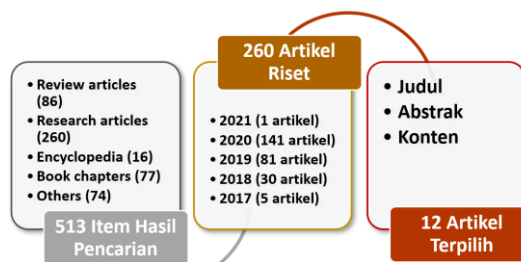 • Review articles
(86)
• Research articles
(260)
• Encyclopedia (16)
• Book chapters (77)
• Others (74)
513 Item Hasil
Pencarian
260 Artikel
Riset
• 2021 (1 artikel)
• 2020 (141 artikel)
• 2019 (81 artikel)
• 2018 (30 artikel)
• 2017 (5 artikel)
• Judul
• Abstrak
• Konten
12 Artikel
Terpilih